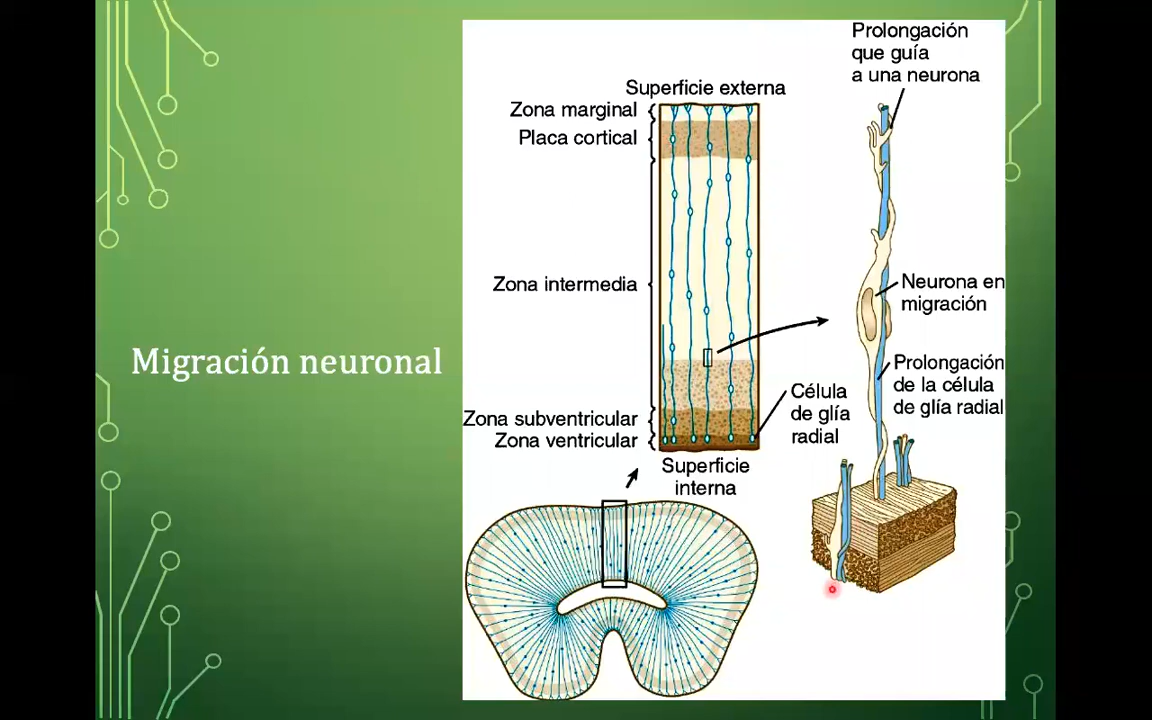 Migración neuronal
Superficie externa
Zona marginal
Placa cortical
Zona intermedia
Zona subventricular
Zona ventricular
Superficie
interna
Célula
de glía
radial
Prolongación
que guía
a una neurona
Neurona en
migración
Prolongación
de la célula
de glía radial